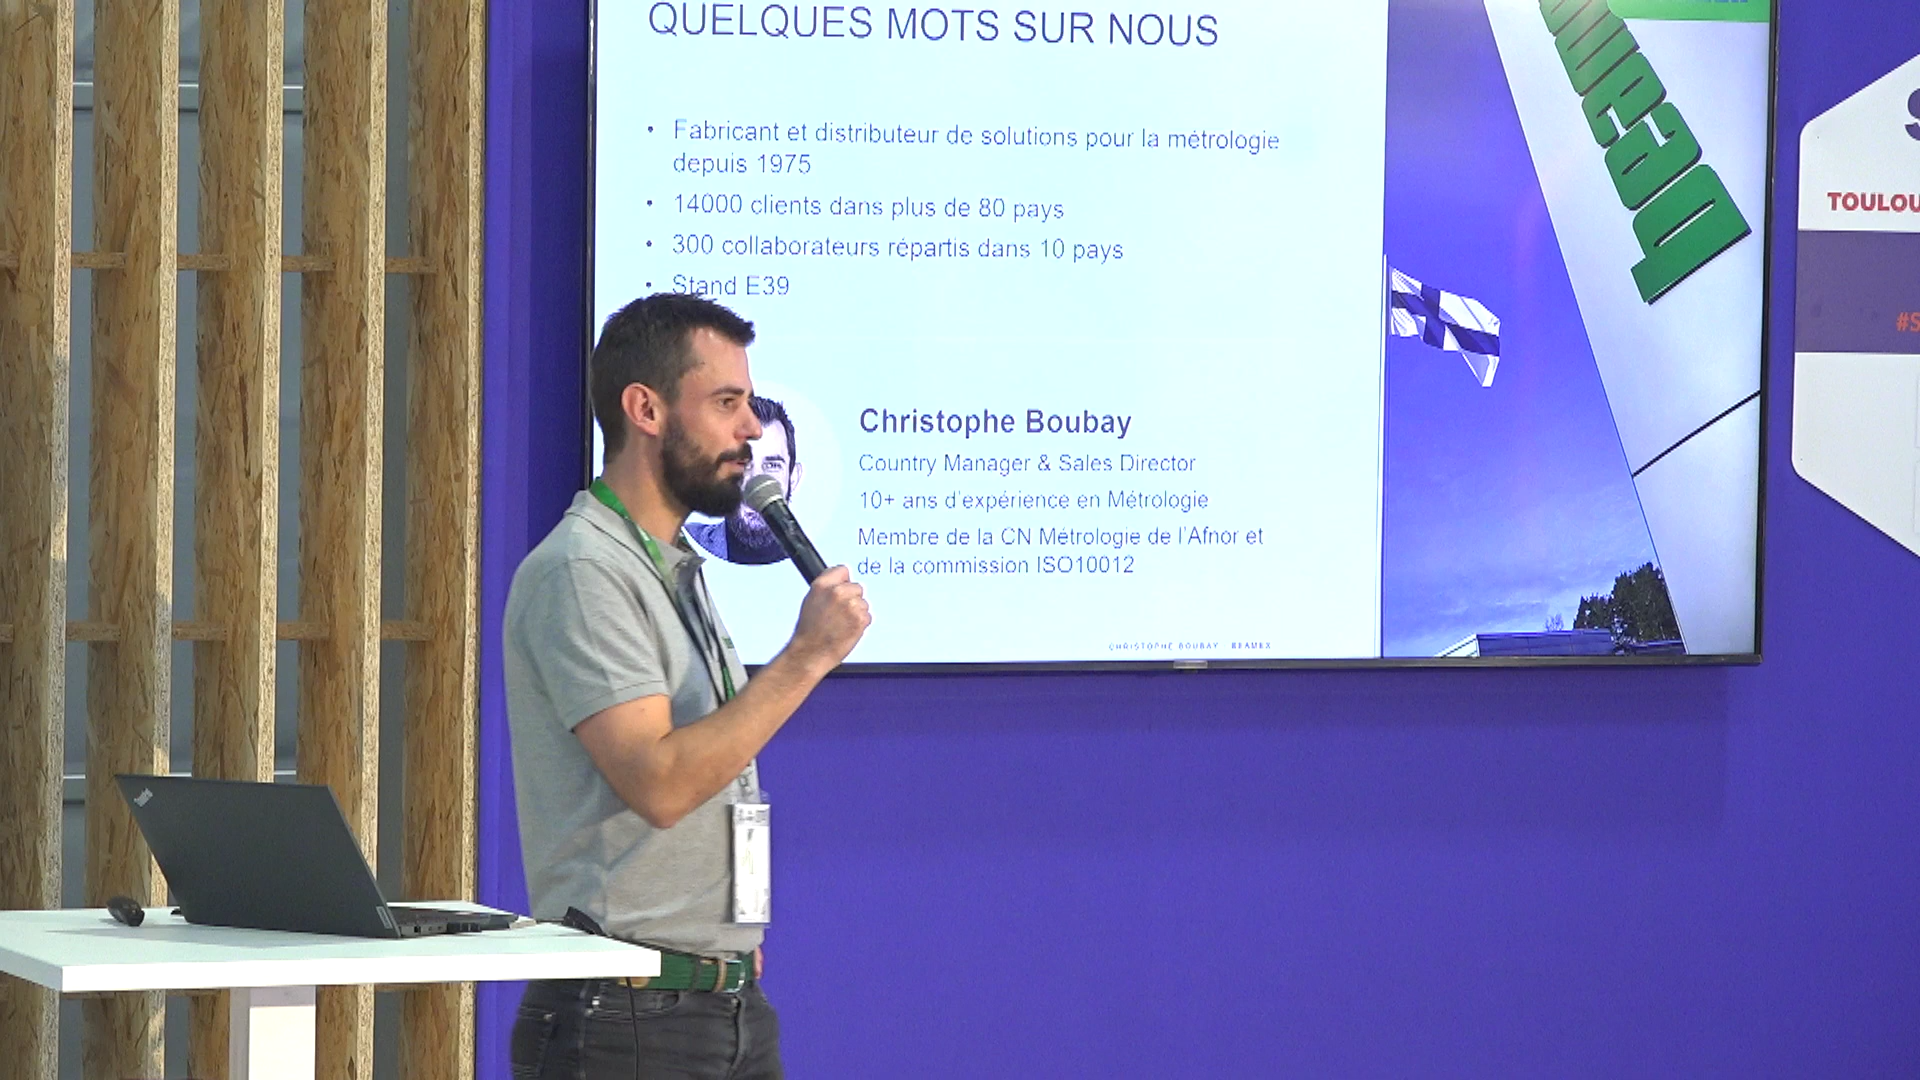 QUELQUES MOTS SUR NOUS
• Fabricant et distributeur de solutions pour la métrologie
depuis 1975
• 14000 clients dans plus de 80 pays
• 300 collaborateurs répartis dans 10 pays
• Stand E39
Christophe Boubay
Country Manager & Sales Director
10+ ans d'expérience en Métrologie
Membre de la CN Métrologie de l'Afnor et
de la commission ISO10012
CHRISTOPHE BOUBAY BEAMEX
beam
TOULOU
#S
ThinkPad